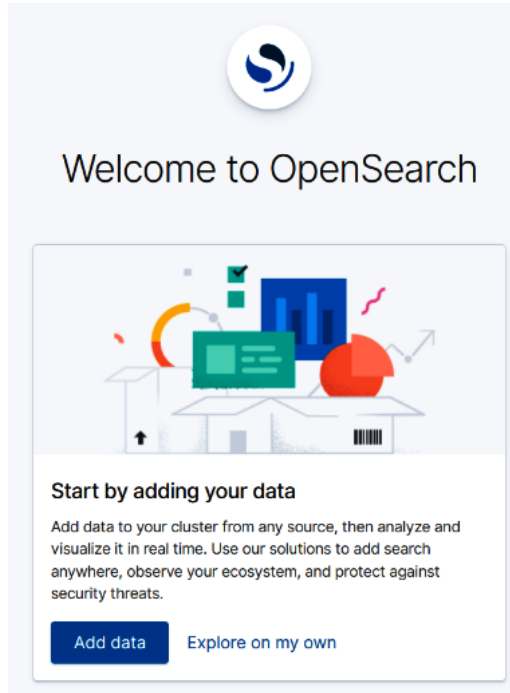 Welcome to OpenSearch
Start by adding your data
Add data to your cluster from any source, then analyze and
visualize it in real time. Use our solutions to add search
anywhere, observe your ecosystem, and protect against
security threats.
Add data
Explore on my own